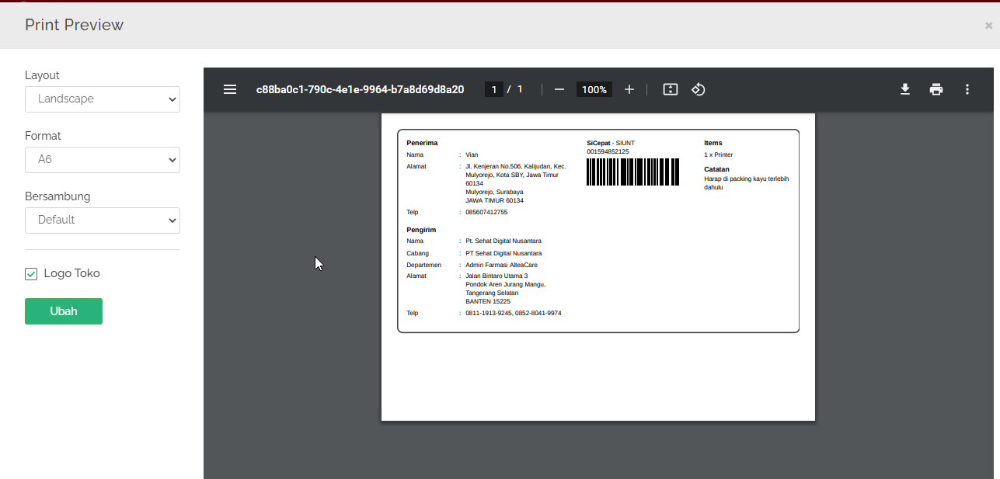 Print Preview
×
Layout
Landscape
Format
A6
Bersambung
Default
Logo Toko
Ubah
c88ba0c1-790c-4e1e-9964-b7a8d69d8a20
1 / 1
100%
Penerima
Nama : Vian
Alamat : Jl. Kenjeran No.506, Kalijudan, Kec.
Mulyorejo, Kota SBY, Jawa Timur
60134
Mulyorejo, Surabaya
JAWA TIMUR 60134
Telp : 085607412755
Pengirim
Nama : Pt. Sehat Digital Nusantara
Cabang : PT Sehat Digital Nusantara
Departemen : Admin Farmasi AlteaCare
Alamat : Jalan Bintaro Utama 3
Pondok Aren Jurang Mangu,
Tangerang Selatan
BANTEN 15225
Telp : 0811-1913-9245, 0852-8041-9974
SiCepat - SIUNT
001594852125
Items
1 x Printer
Catatan
Harap di packing kayu terlebih
dahulu